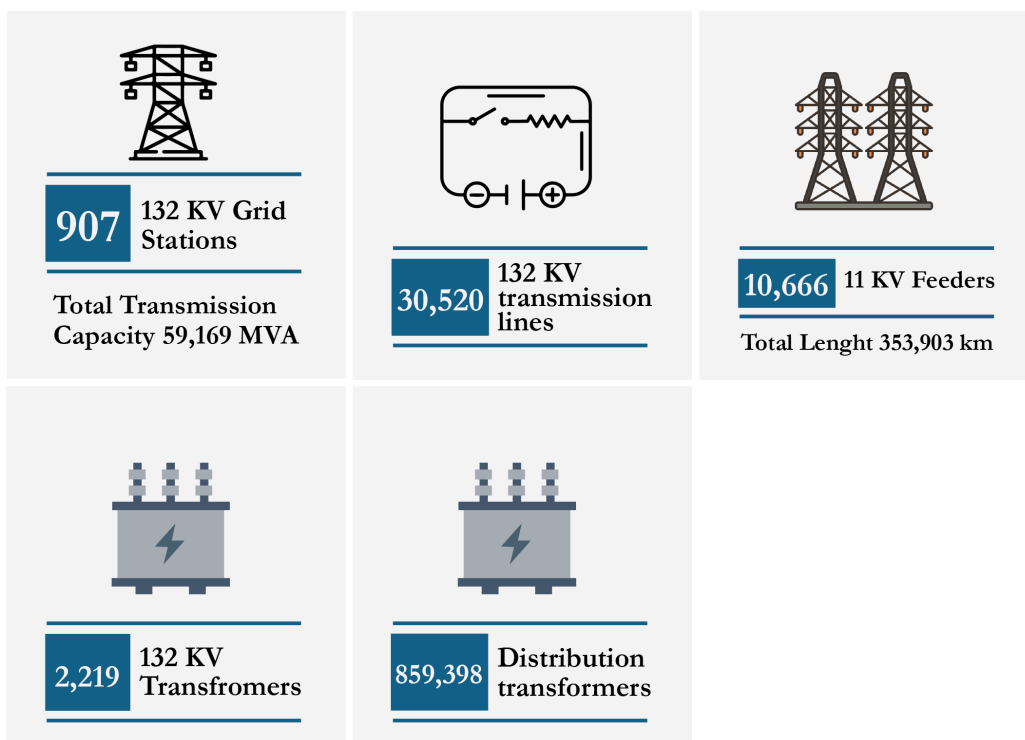 907
132 KV Grid
Stations
Total Transmission
Capacity 59,169 MVA
30,520
132 KV
transmission
lines
10,666
11 KV Feeders
Total Lenght 353,903 km
2,219
132 KV
Transfromers
859,398
Distribution
transformers